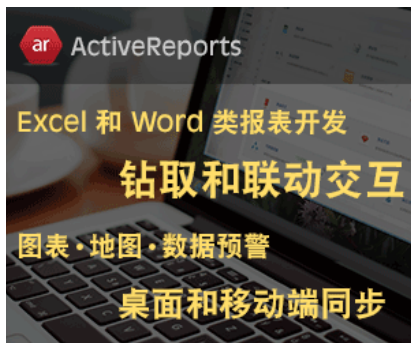 ar ActiveReports
Excel 和 Word 类报表开发
钻取和联动交互
图表·地图·数据预警
桌面和移动端同步